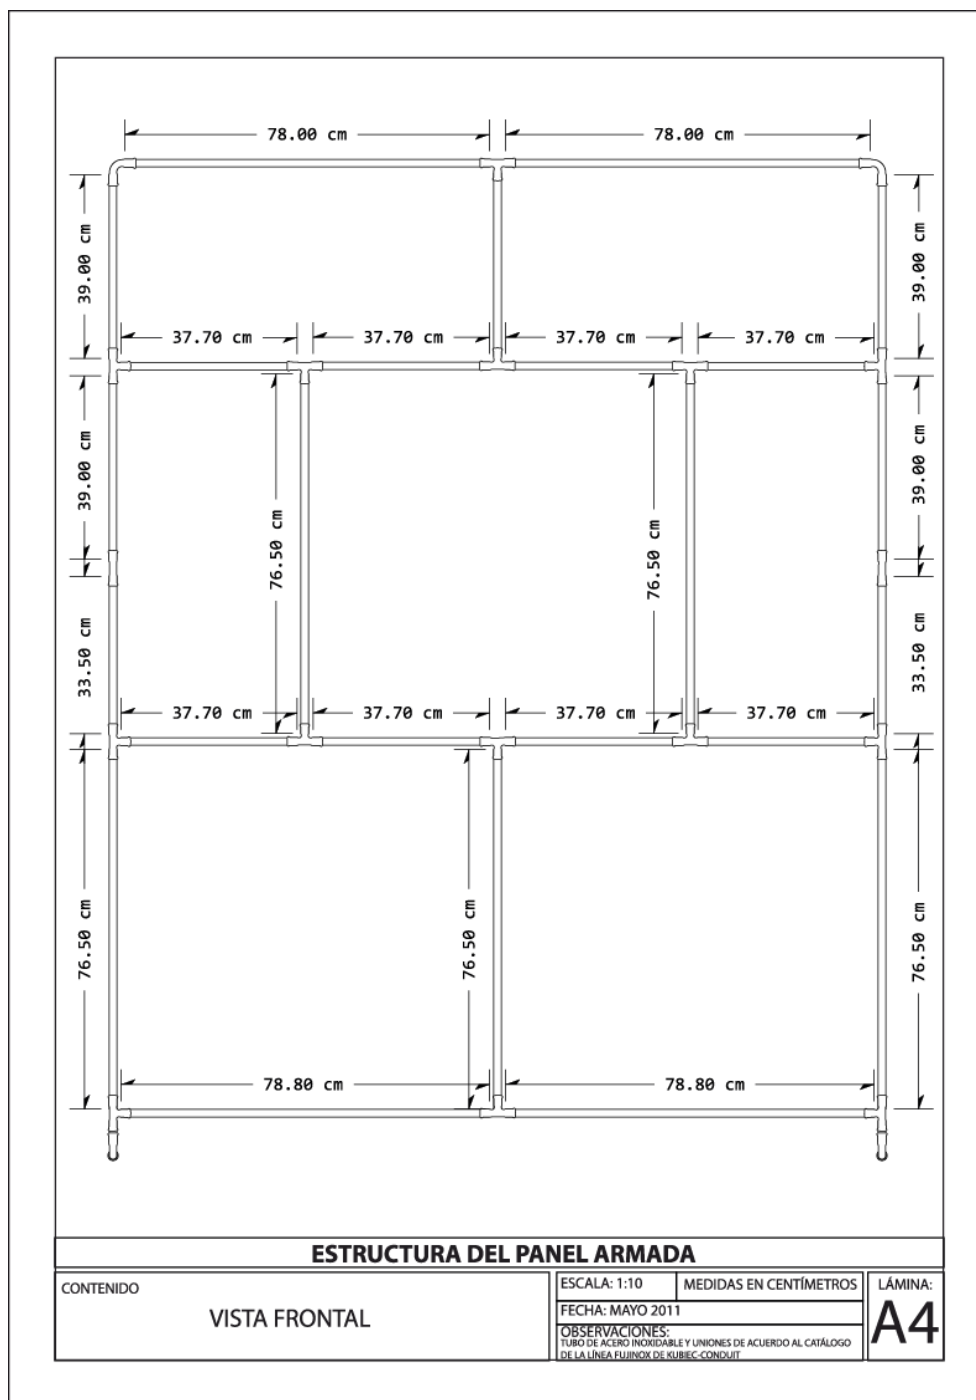 78.00 cm
78.00 cm
39.00 cm
39.00 cm
37.70 cm
37.70 cm
37.70 cm
37.70 cm
39.00 cm
39.00 cm
76.50 cm
76.50 cm
33.50 cm
33.50 cm
37.70 cm
37.70 cm
37.70 cm
37.70 cm
76.50 cm
76.50 cm
76.50 cm
78.80 cm
78.80 cm
ESTRUCTURA DEL PANEL ARMADA
CONTENIDO
VISTA FRONTAL
ESCALA: 1:10
MEDIDAS EN CENTÍMETROS
FECHA: MAYO 2011
OBSERVACIONES:
TUBO DE ACERO INOXIDABLE Y UNIONES DE ACUERDO AL CATÁLOGO
DE LA LÍNEA FUJINOX DE KUBIEC-CONDUIT
LÁMINA:
A4